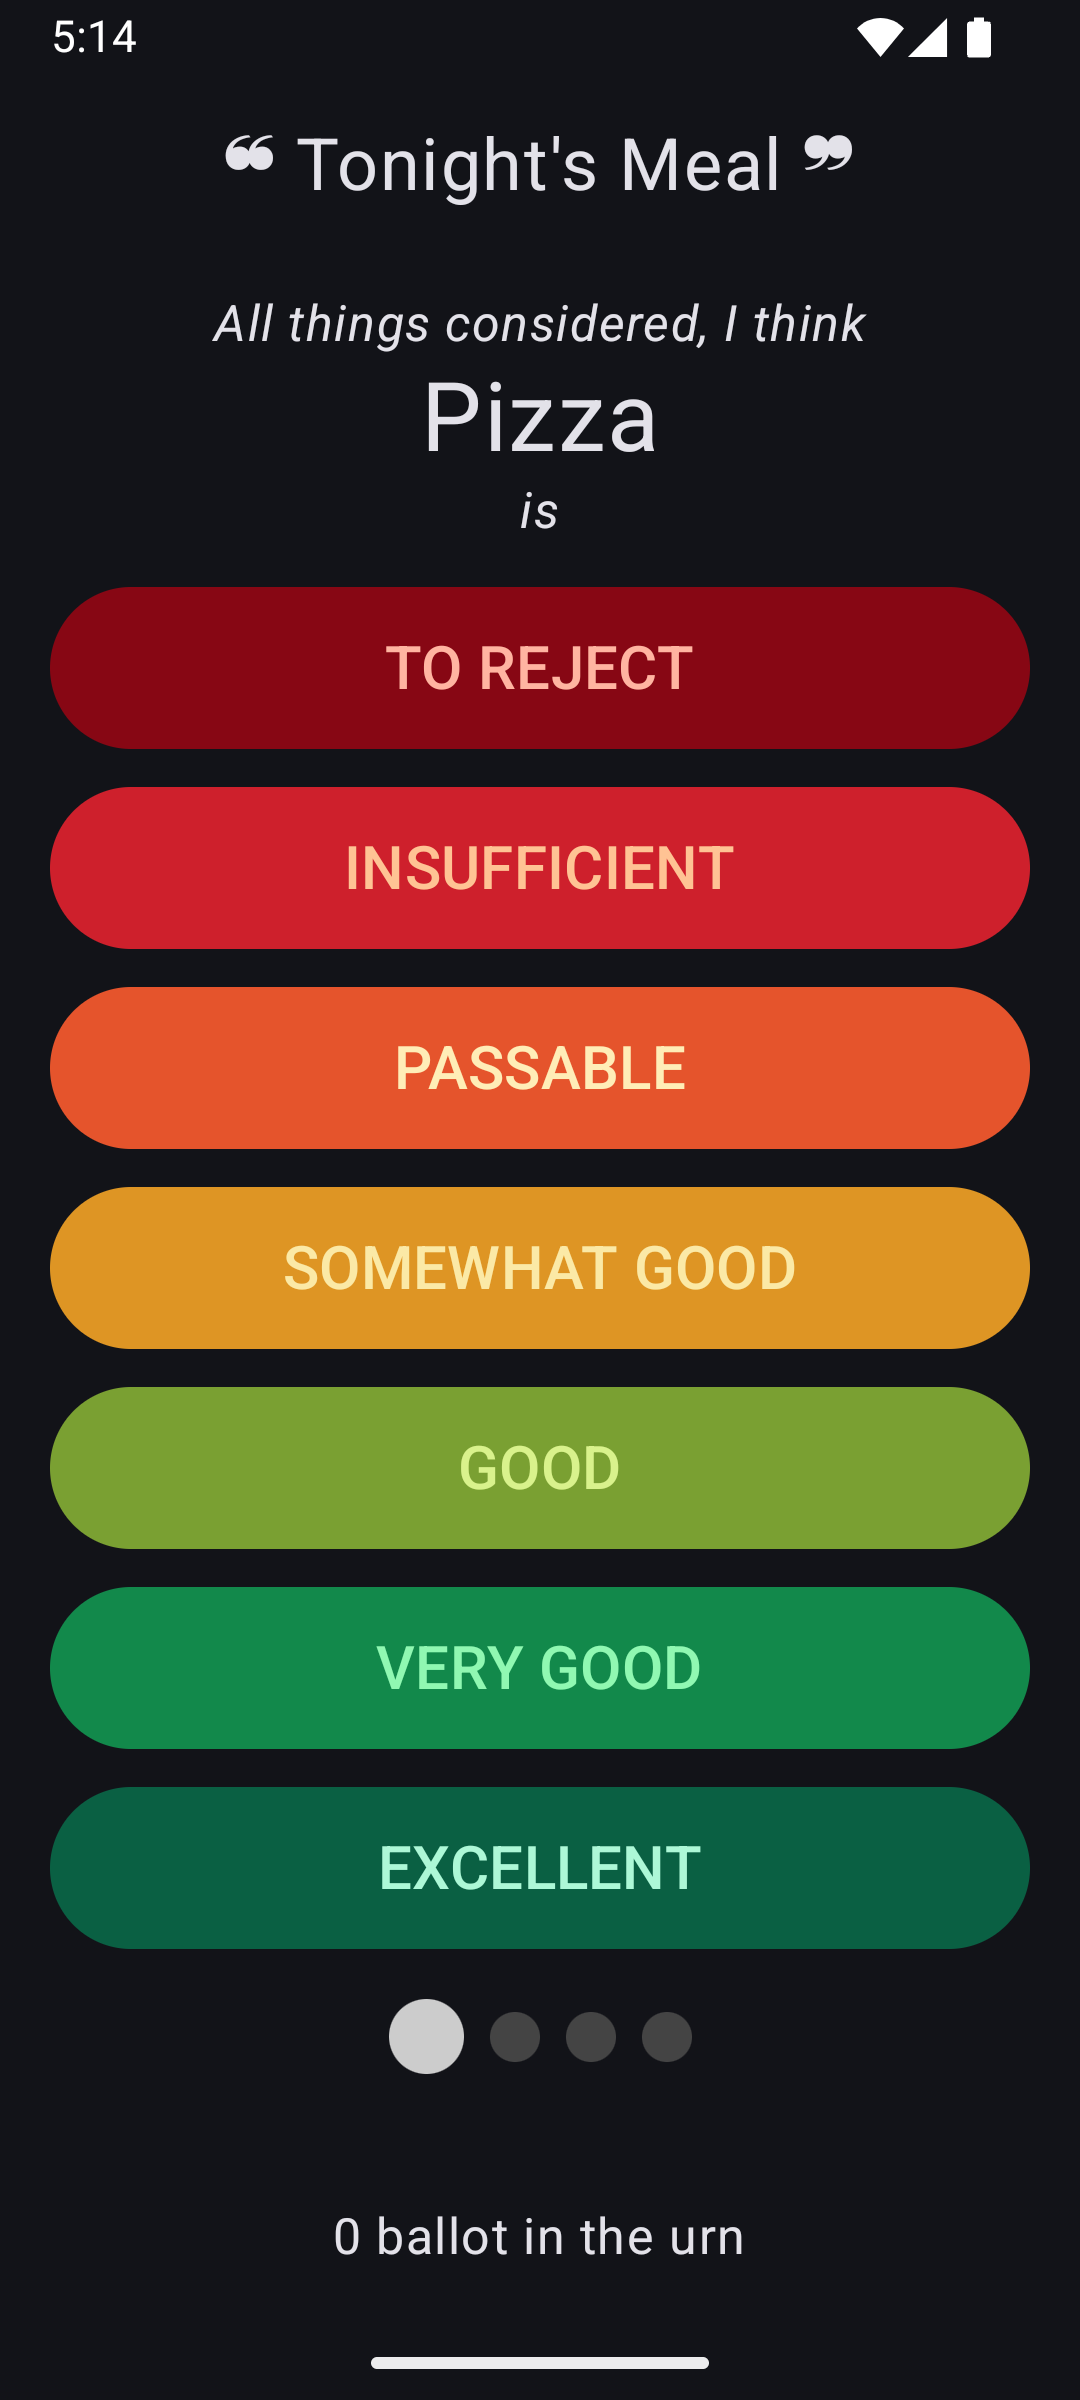 5:14
❝ Tonight's Meal ❞
All things considered, I think
Pizza
is
TO REJECT
INSUFFICIENT
PASSABLE
SOMEWHAT GOOD
GOOD
VERY GOOD
EXCELLENT
0 ballot in the urn